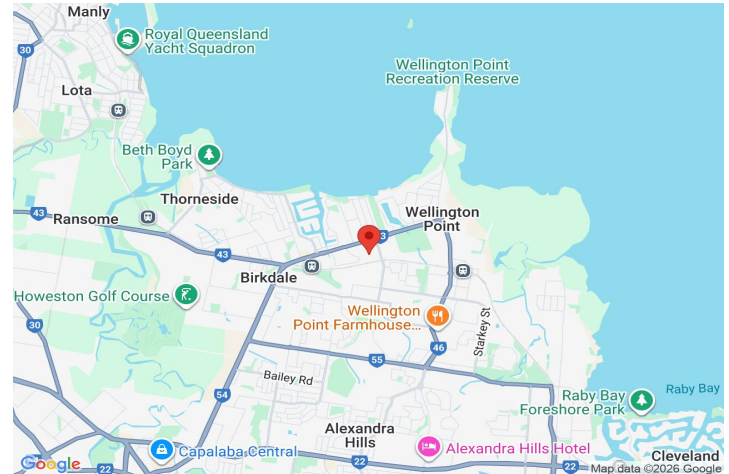 Manly
Royal Queensland
Yacht Squadron
30
Wellington Point
Recreation Reserve
Lota
Beth Boyd
Park
Thorneside
43
Ransome
Wellington
Point
43
43
Birkdale
Howeston Golf Course
Wellington
Point Farmhouse...
30
Starkey St
46
55
Bailey Rd
54
Raby Bay
Raby Bay
Foreshore Park
Alexandra
Hills
Capalaba Central
Alexandra Hills Hotel
Cleveland
Google
22
22
22
Map data ©2026 Google